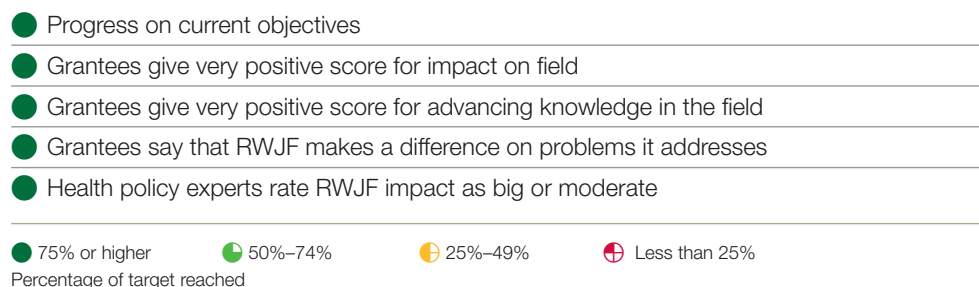 Progress on current objectives
Grantees give very positive score for impact on field
Grantees give very positive score for advancing knowledge in the field
Grantees say that RWJF makes a difference on problems it addresses
Health policy experts rate RWJF impact as big or moderate
75% or higher 50%–74% 25%–49% Less than 25%
Percentage of target reached